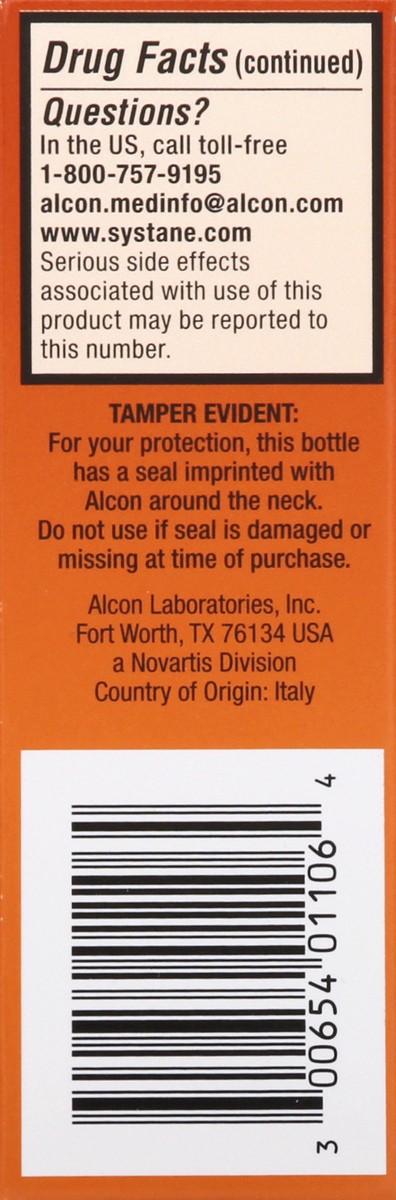 Drug Facts (continued)
Questions?
In the US, call toll-free
1-800-757-9195
alcon.medinfo@alcon.com
www.systane.com
Serious side effects
associated with use of this
product may be reported to
this number.
TAMPER EVIDENT:
For your protection, this bottle
has a seal imprinted with
Alcon around the neck.
Do not use if seal is damaged or
missing at time of purchase.
Alcon Laboratories, Inc.
Fort Worth, TX 76134 USA
a Novartis Division
Country of Origin: Italy
3 00654 01106 4